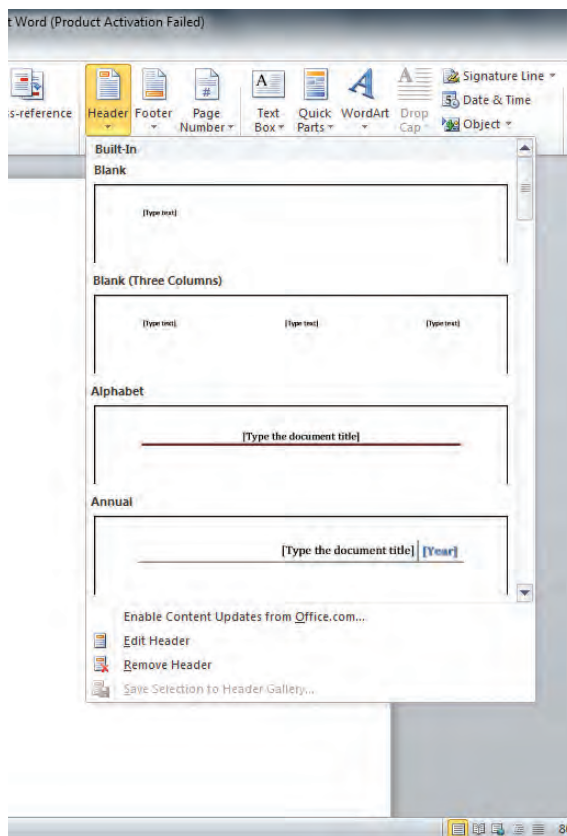 t Word (Product Activation Failed)
Signature Line
Date & Time
Object
s-reference
Header Footer Page Number
Text Box Quick Parts WordArt Drop Cap
Built-In
Blank
[Type text]
Blank (Three Columns)
[Type text] [Type text] [Type text]
Alphabet
[Type the document title]
Annual
[Type the document title] [Year]
Enable Content Updates from Office.com...
Edit Header
Remove Header
Save Selection to Header Gallery...